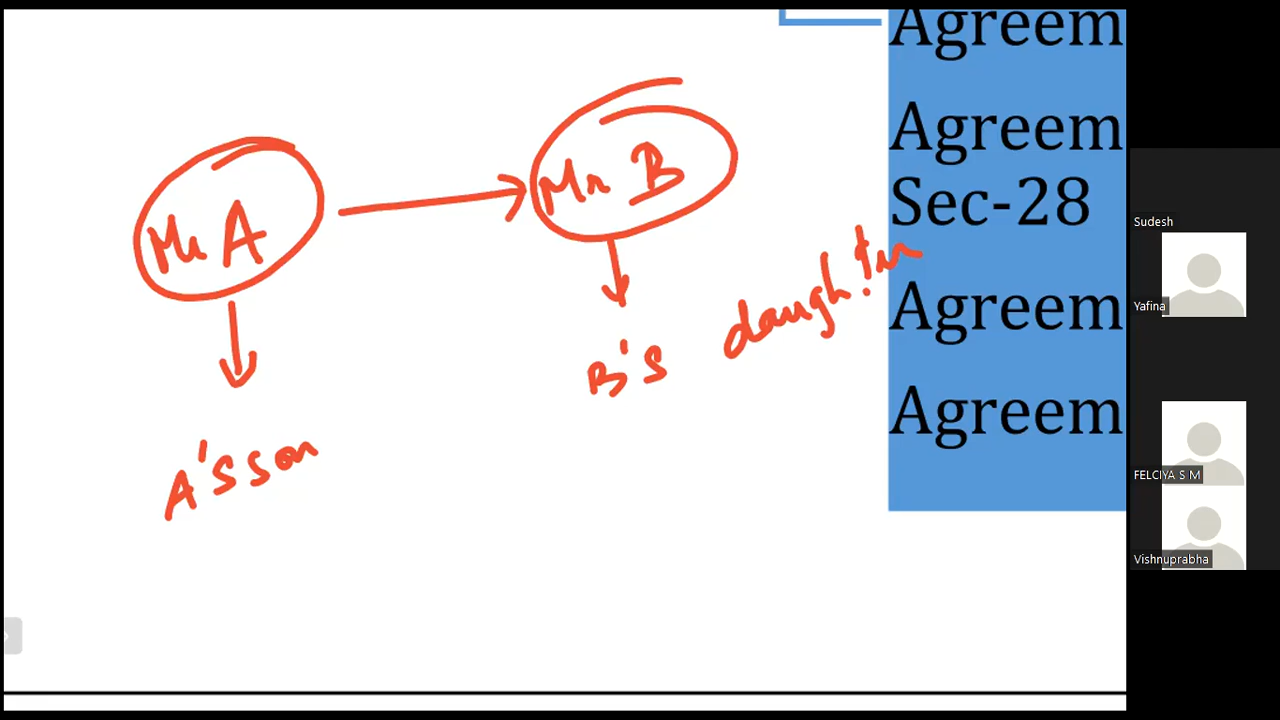 Agreem
Agreem
Sec-28
Agreem
Agreem
Mr A
Mr B
A's son
B's daughter
Sudesh
Yafina
FELCIYA S M
Vishnuprabha